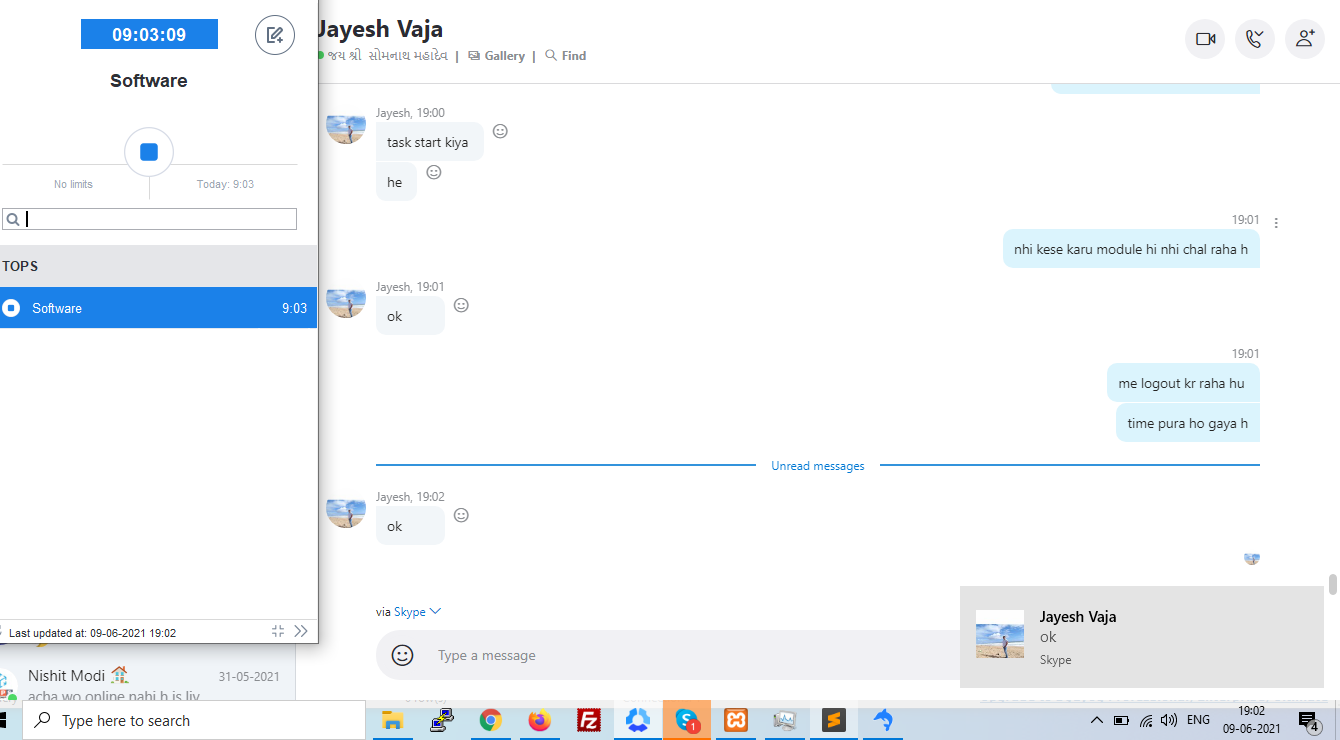 09:03:09
Software
No limits
Today: 9:03
TOPS
Software 9:03
Last updated at: 09-06-2021 19:02
Nishit Modi
31-05-2021
acha wo online nahi h is liy
Jayesh Vaja
જય શ્રી સોમનાથ મહાદેવ | Gallery | Find
Jayesh, 19:00
task start kiya
he
19:01
nhi kese karu module hi nhi chal raha h
Jayesh, 19:01
ok
19:01
me logout kr raha hu
time pura ho gaya h
Unread messages
Jayesh, 19:02
ok
via Skype
Type a message
Jayesh Vaja
ok
Skype
Type here to search
Fz
S 1
ENG
19:02
09-06-2021
4